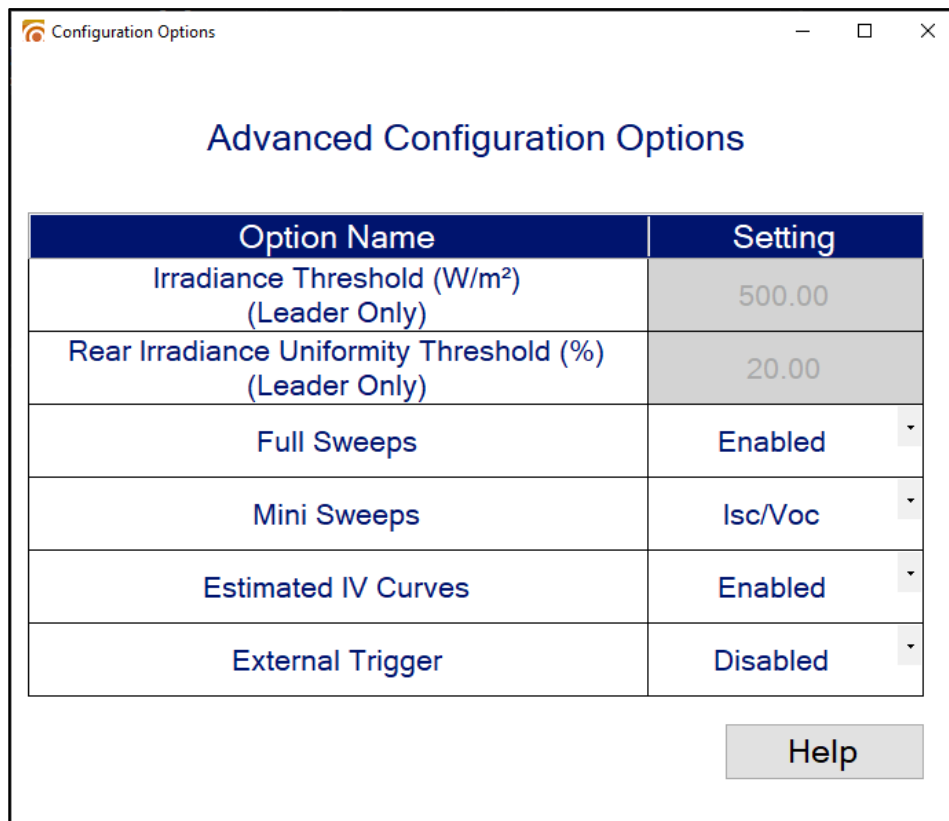 Configuration Options
Advanced Configuration Options
Option Name Setting
Irradiance Threshold (W/m²)
(Leader Only)
500.00
Rear Irradiance Uniformity Threshold (%)
(Leader Only)
20.00
Full Sweeps Enabled
Mini Sweeps Isc/Voc
Estimated IV Curves Enabled
External Trigger Disabled
Help